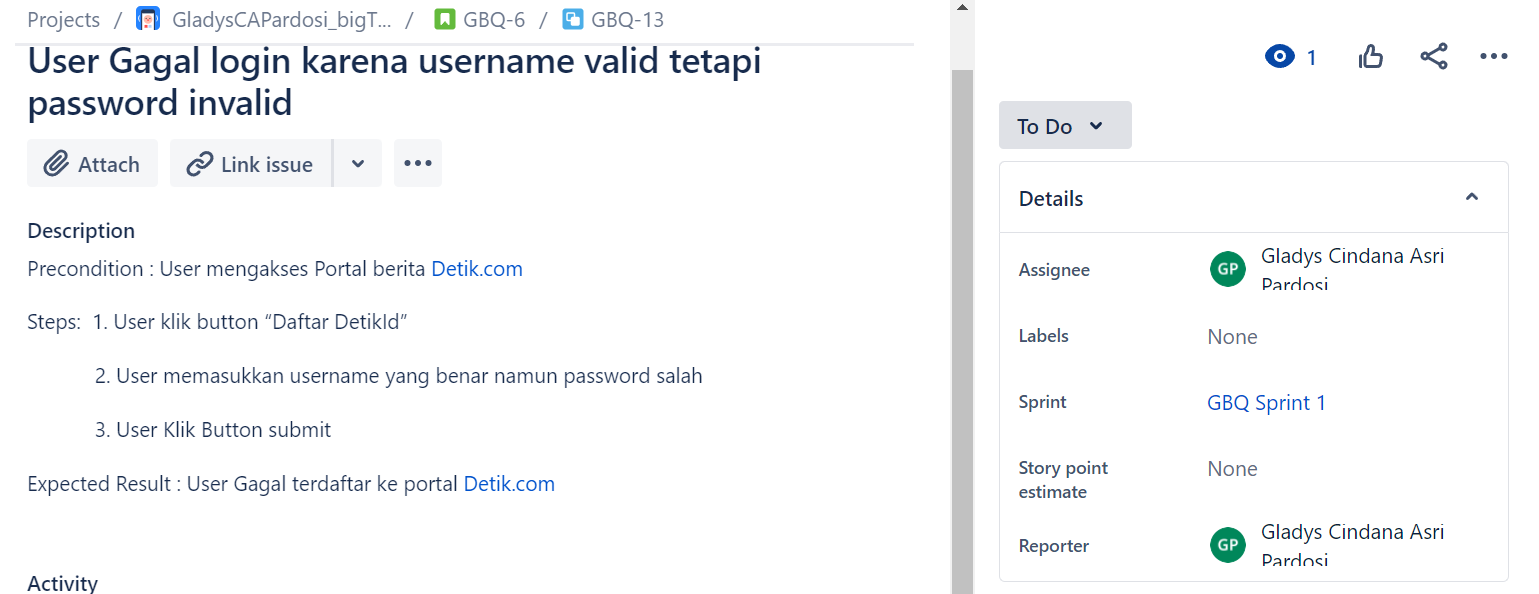 Projects / GladysCAPardosi_bigT... / GBQ-6 / GBQ-13
User Gagal login karena username valid tetapi
password invalid
Attach Link issue
Description
Precondition : User mengakses Portal berita Detik.com
Steps: 1. User klik button “Daftar DetikId”
2. User memasukkan username yang benar namun password salah
3. User Klik Button submit
Expected Result : User Gagal terdaftar ke portal Detik.com
Activity
1
To Do
Details
Assignee GP Gladys Cindana Asri
Pardosi
Labels None
Sprint GBQ Sprint 1
Story point
estimate None
Reporter GP Gladys Cindana Asri
Pardosi